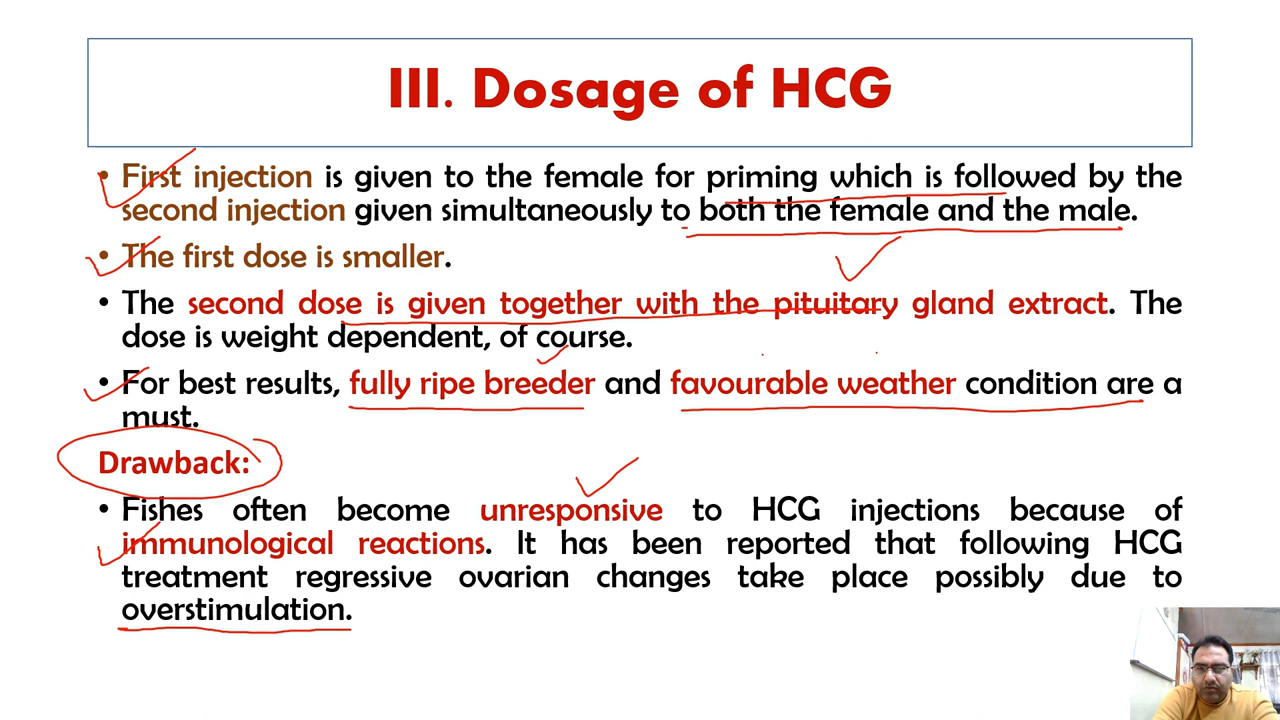 III. Dosage of HCG
• First injection is given to the female for priming which is followed by the
second injection given simultaneously to both the female and the male.
• The first dose is smaller.
• The second dose is given together with the pituitary gland extract. The
dose is weight dependent, of course.
• For best results, fully ripe breeder and favourable weather condition are a
must.
Drawback:
• Fishes often become unresponsive to HCG injections because of
immunological reactions. It has been reported that following HCG
treatment regressive ovarian changes take place possibly due to
overstimulation.